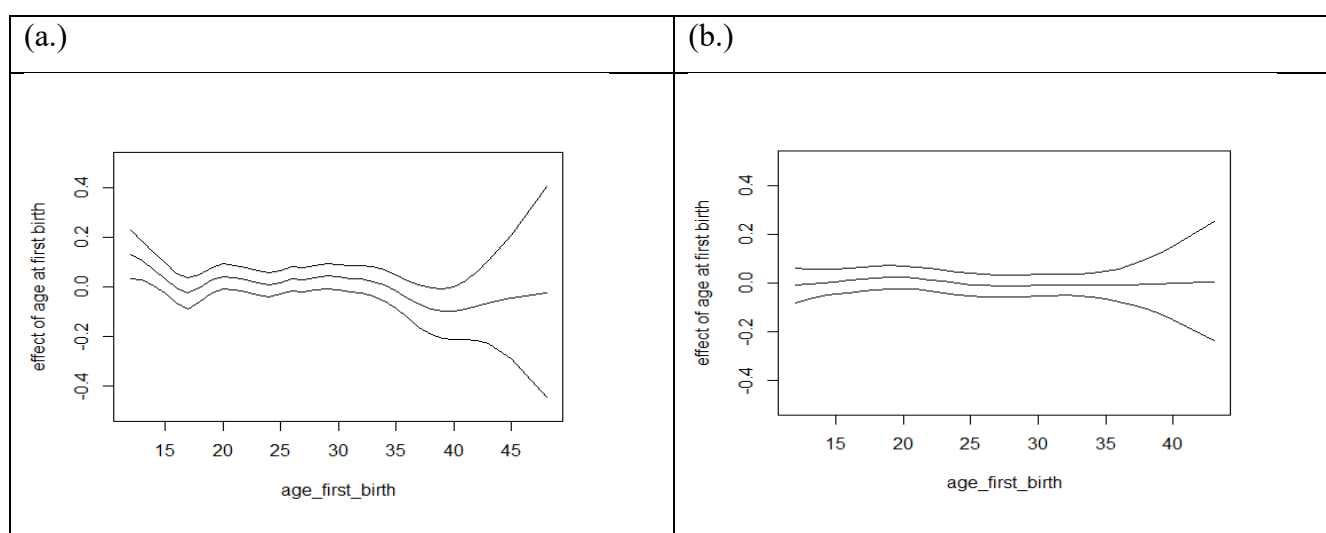 (a.)
(b.)
effect of age at first birth
0.4
0.2
0.0
-0.2
-0.4
15 20 25 30 35 40 45
age_first_birth
effect of age at first birth
0.4
0.2
0.0
-0.2
-0.4
15 20 25 30 35 40
age_first_birth